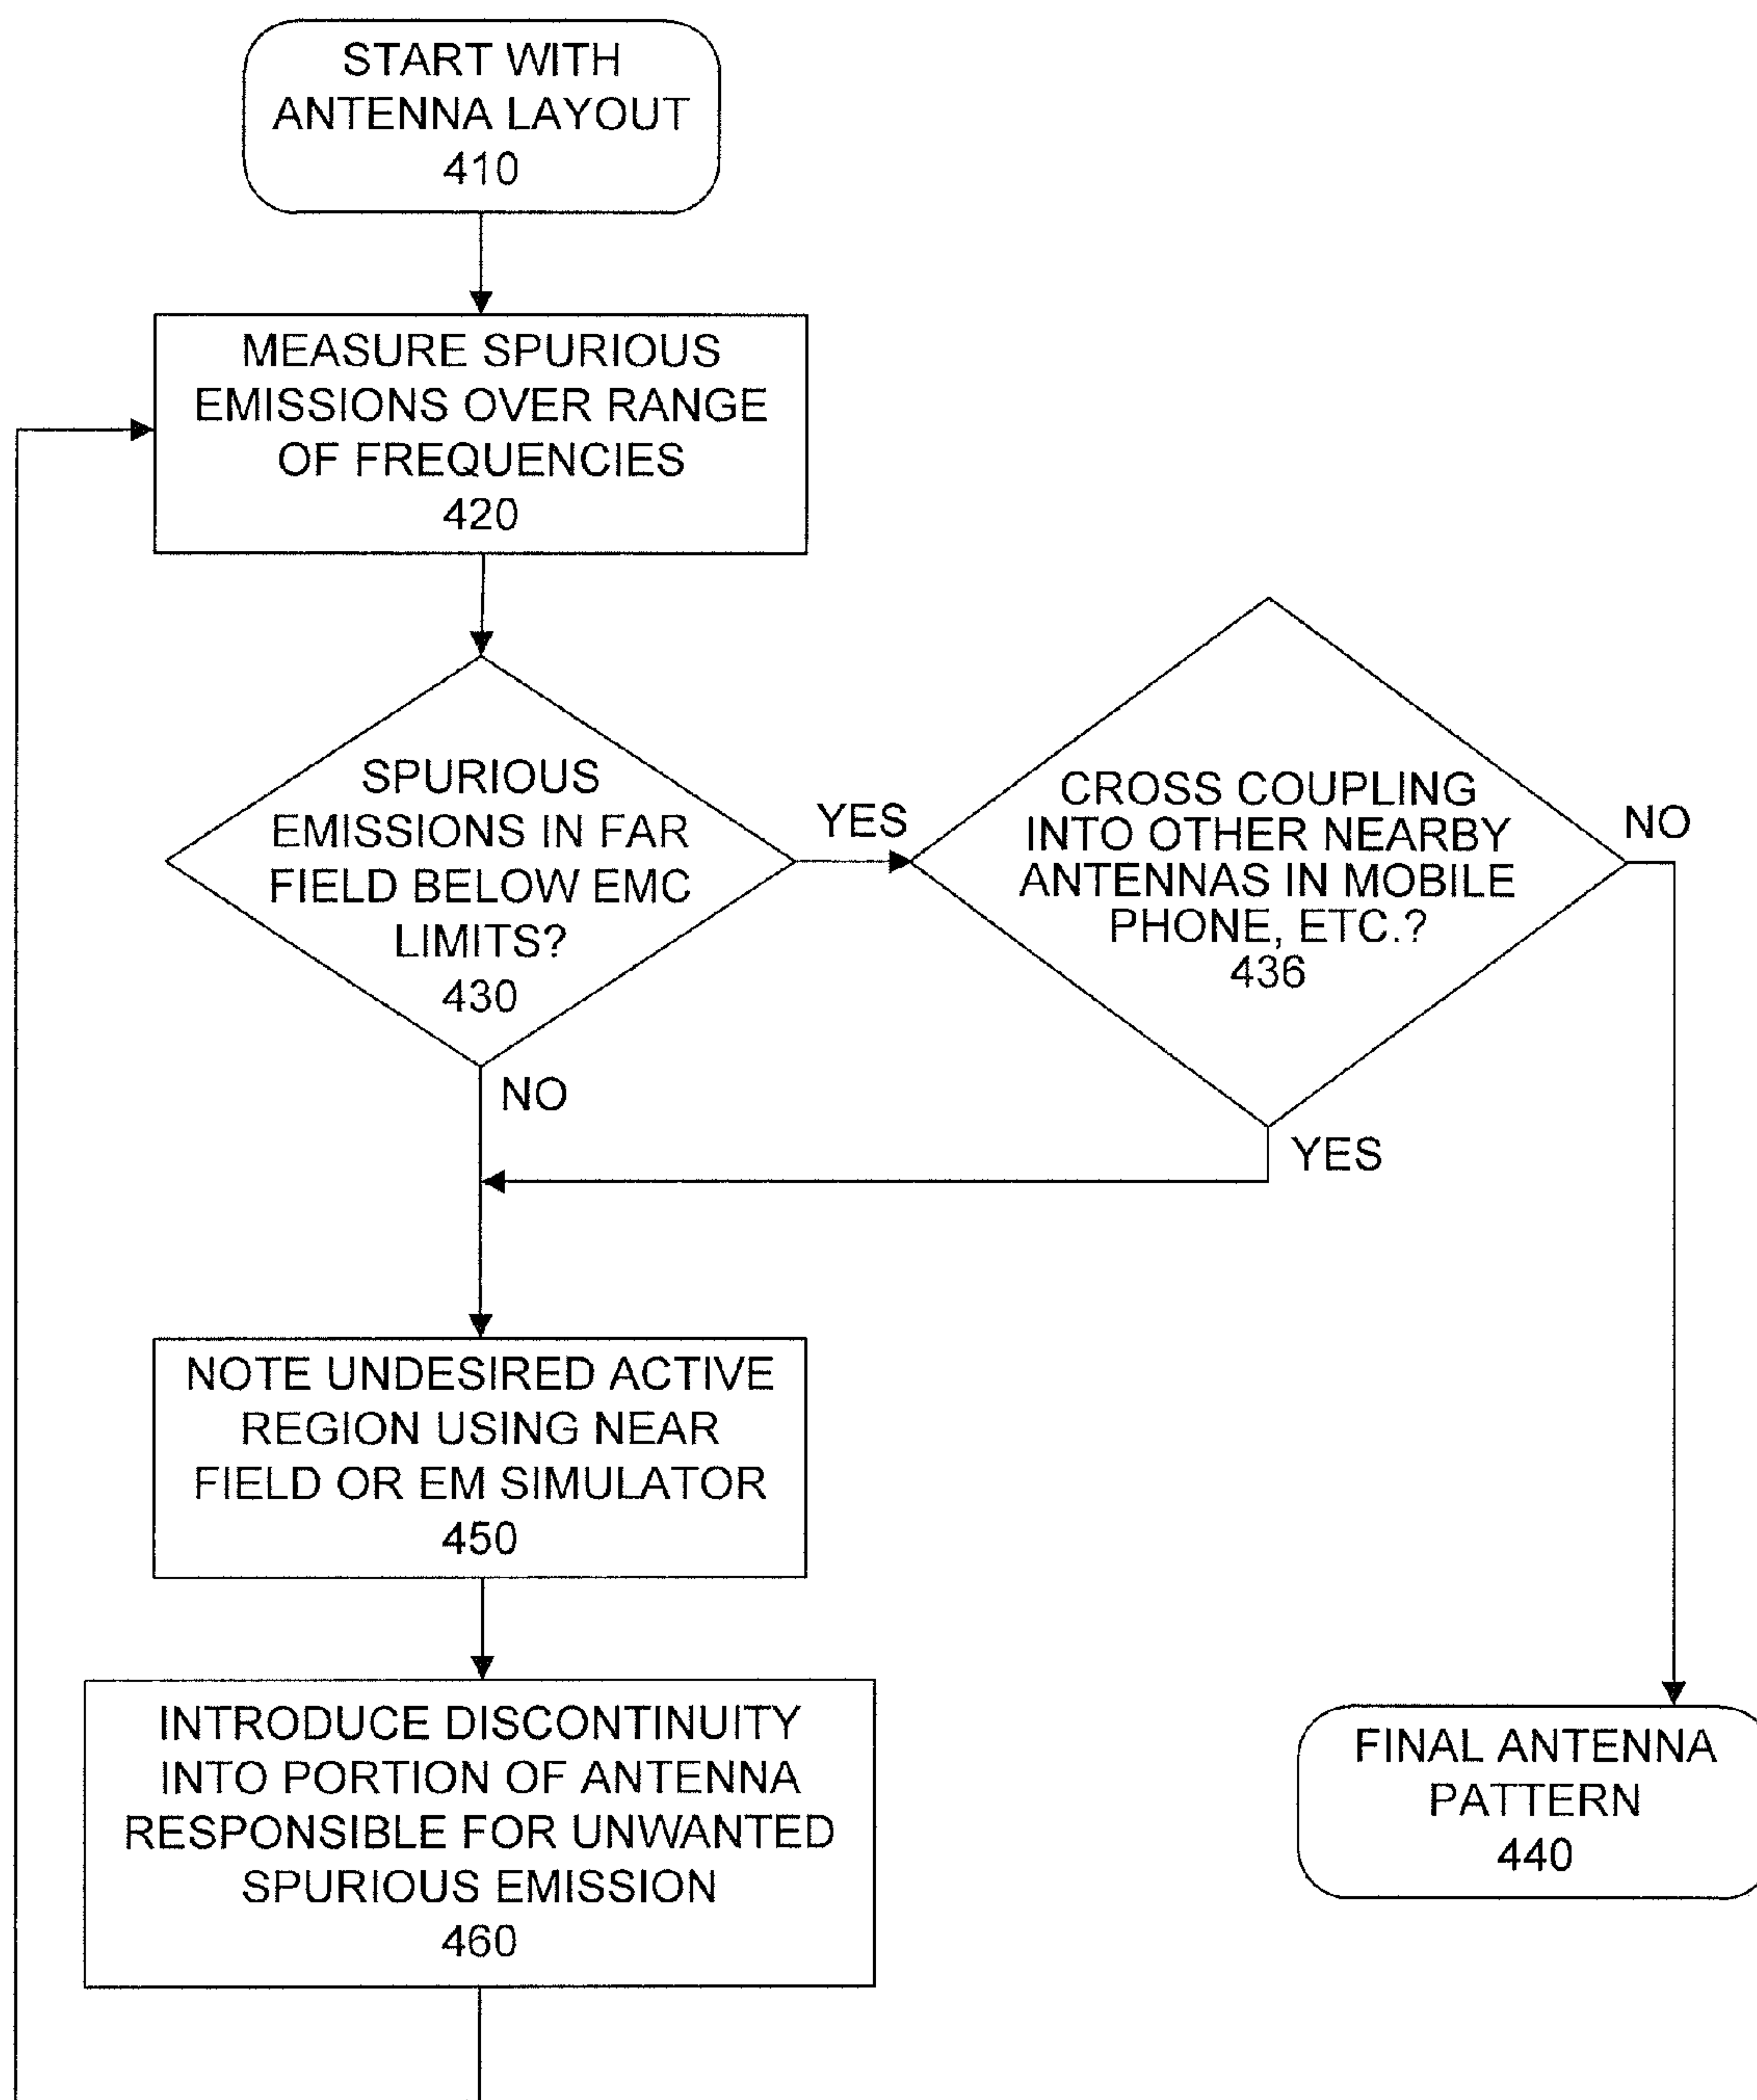 START WITH
ANTENNA LAYOUT
410
MEASURE SPURIOUS
EMISSIONS OVER RANGE
OF FREQUENCIES
420
SPURIOUS
EMISSIONS IN FAR
FIELD BELOW EMC
LIMITS?
430
YES
CROSS COUPLING
INTO OTHER NEARBY
ANTENNAS IN MOBILE
PHONE, ETC.?
436
NO
NO
YES
NOTE UNDESIRED ACTIVE
REGION USING NEAR
FIELD OR EM SIMULATOR
450
INTRODUCE DISCONTINUITY
INTO PORTION OF ANTENNA
RESPONSIBLE FOR UNWANTED
SPURIOUS EMISSION
460
FINAL ANTENNA
PATTERN
440